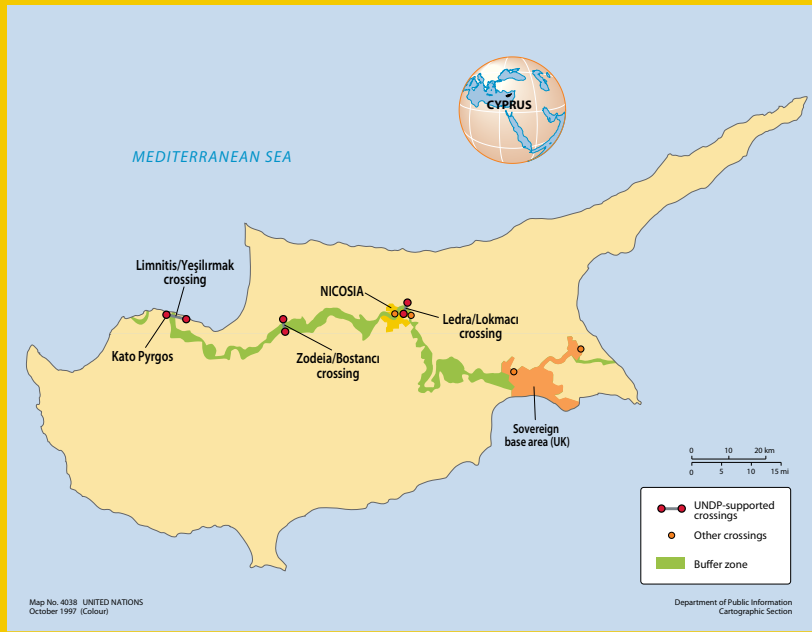 CYPRUS
MEDITERRANEAN SEA
Limnitis/Yeşilırmak
crossing
NICOSIA
Ledra/Lokmacı
crossing
Kato Pyrgos
Zodeia/Bostancı
crossing
Sovereign
base area (UK)
0 10 20 km
0 5 10 15 mi
UNDP-supported
crossings
Other crossings
Buffer zone
Map No. 4038 UNITED NATIONS
October 1997 (Colour)
Department of Public Information
Cartographic Section